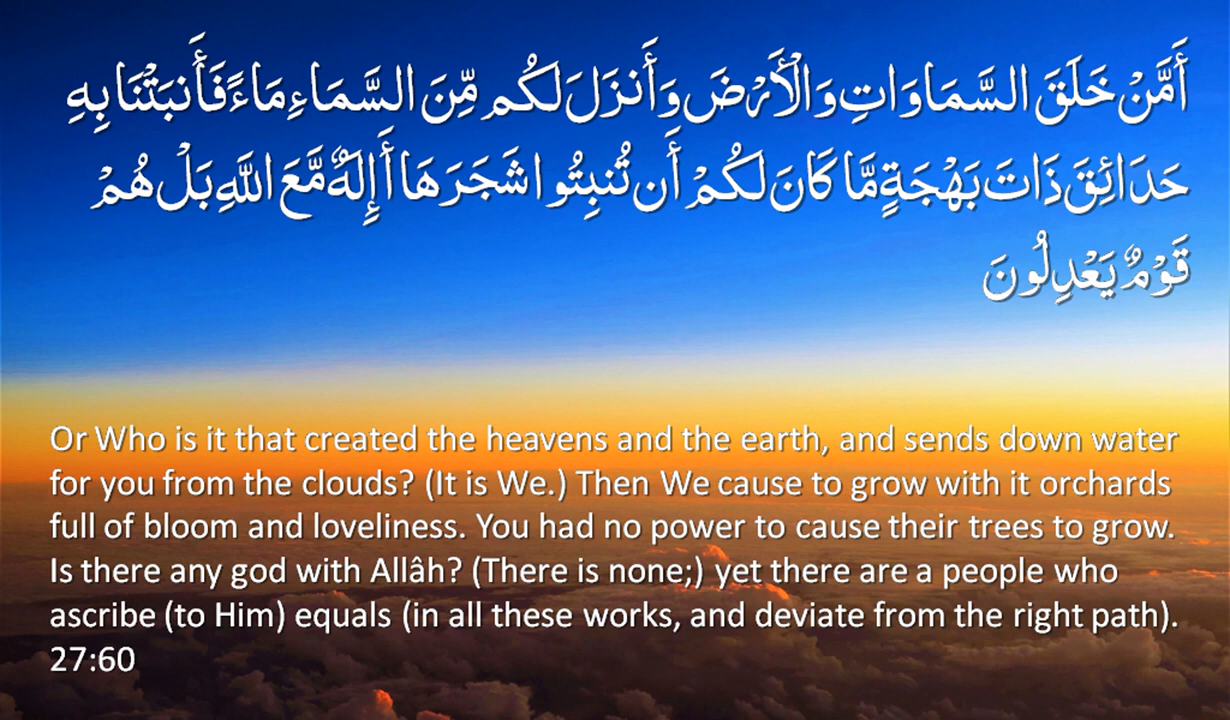 أَمَّنْ خَلَقَ السَّمَاوَاتِ وَالْأَرْضَ وَأَنزَلَ لَكُم مِّنَ السَّمَاءِ مَاءً فَأَنبَتْنَا بِهِ
حَدَائِقَ ذَاتَ بَهْجَةٍ مَّا كَانَ لَكُمْ أَن تُنبِتُوا شَجَرَهَا أَإِلَٰهٌ مَّعَ اللَّهِ بَلْ هُمْ
قَوْمٌ يَعْدِلُونَ
Or Who is it that created the heavens and the earth, and sends down water
for you from the clouds? (It is We.) Then We cause to grow with it orchards
full of bloom and loveliness. You had no power to cause their trees to grow.
Is there any god with Allâh? (There is none;) yet there are a people who
ascribe (to Him) equals (in all these works, and deviate from the right path).
27:60